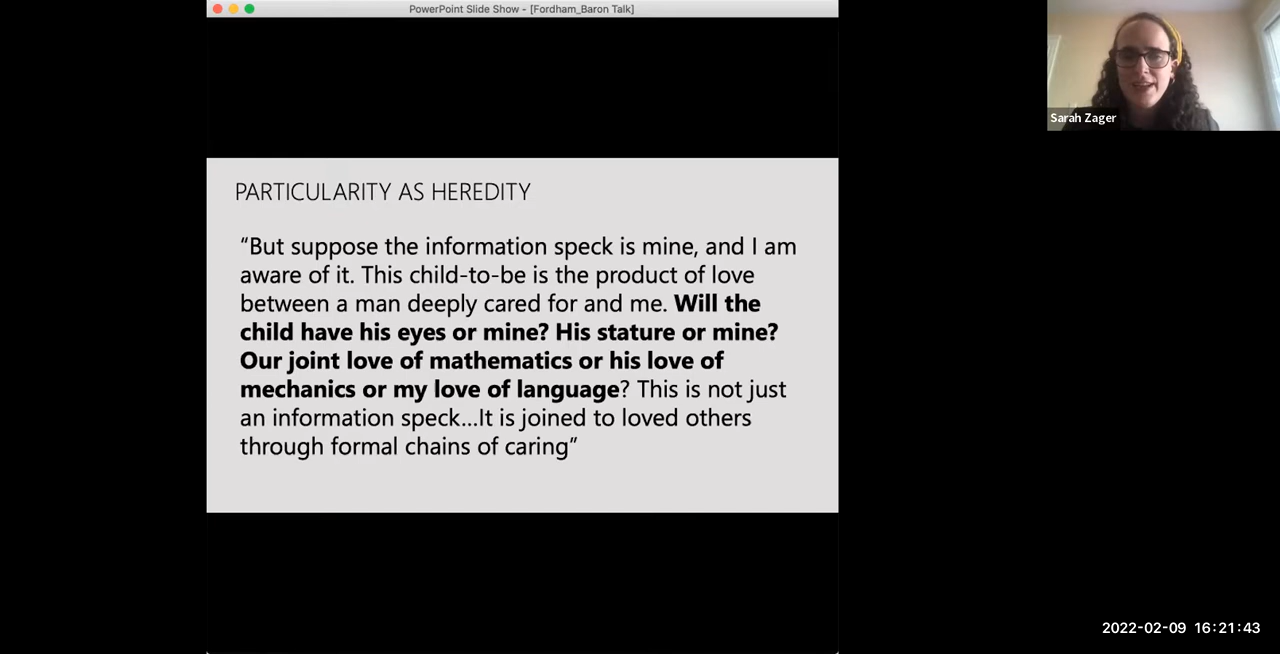 PowerPoint Slide Show - [Fordham_Baron Talk]
Sarah Zager
PARTICULARITY AS HEREDITY
“But suppose the information speck is mine, and I am
aware of it. This child-to-be is the product of love
between a man deeply cared for and me. Will the
child have his eyes or mine? His stature or mine?
Our joint love of mathematics or his love of
mechanics or my love of language? This is not just
an information speck...It is joined to loved others
through formal chains of caring”
2022-02-09 16:21:43